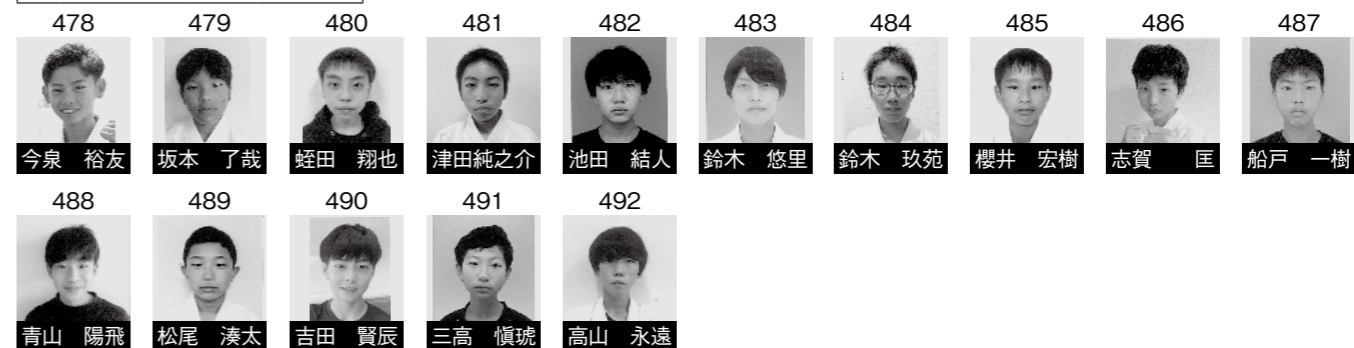 478 479 480 481 482 483 484 485 486 487
今泉　裕友 坂本　了哉 蛭田　翔也 津田純之介 池田　結人 鈴木　悠里 鈴木　玖苑 櫻井　宏樹 志賀　　匡 船戸　一樹
488 489 490 491 492
青山　陽飛 松尾　湊太 吉田　賢辰 三高　愼琥 高山　永遠